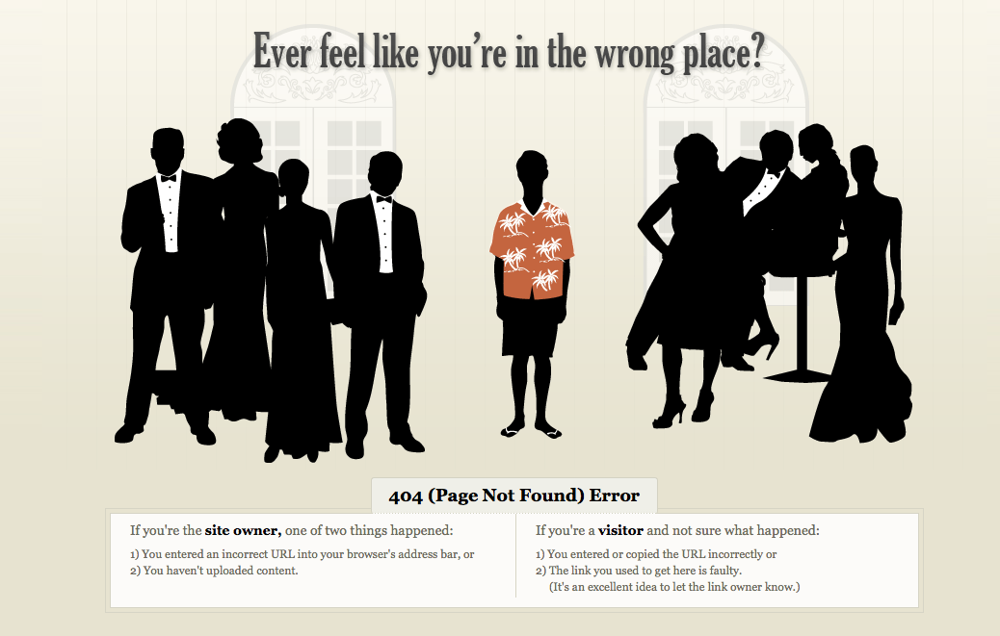 Ever feel like you’re in the wrong place?
404 (Page Not Found) Error
If you're the site owner, one of two things happened:
1) You entered an incorrect URL into your browser's address bar, or
2) You haven't uploaded content.
If you're a visitor and not sure what happened:
1) You entered or copied the URL incorrectly or
2) The link you used to get here is faulty.
(It's an excellent idea to let the link owner know.)